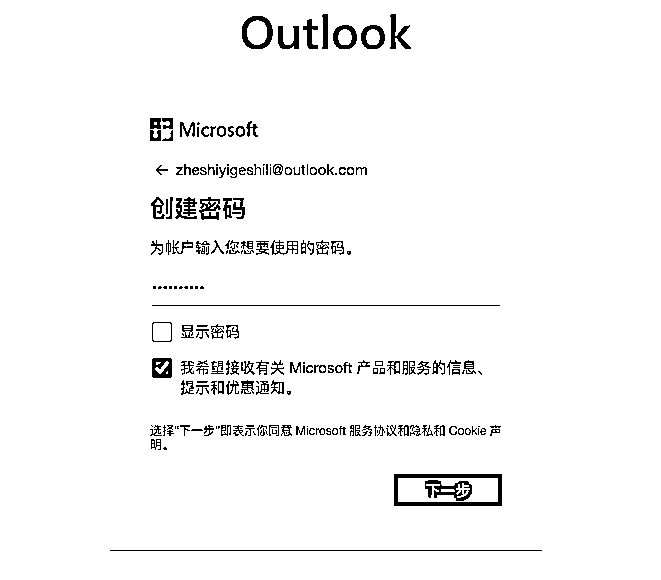 Outlook
Microsoft
← zheshiyigeshili@outlook.com
创建密码
为帐户输入您想要使用的密码。
••••••••••
显示密码
我希望接收有关 Microsoft 产品和服务的信息、
提示和优惠通知。
选择“下一步”即表示你同意 Microsoft 服务协议和隐私和 Cookie 声
明。
下一步